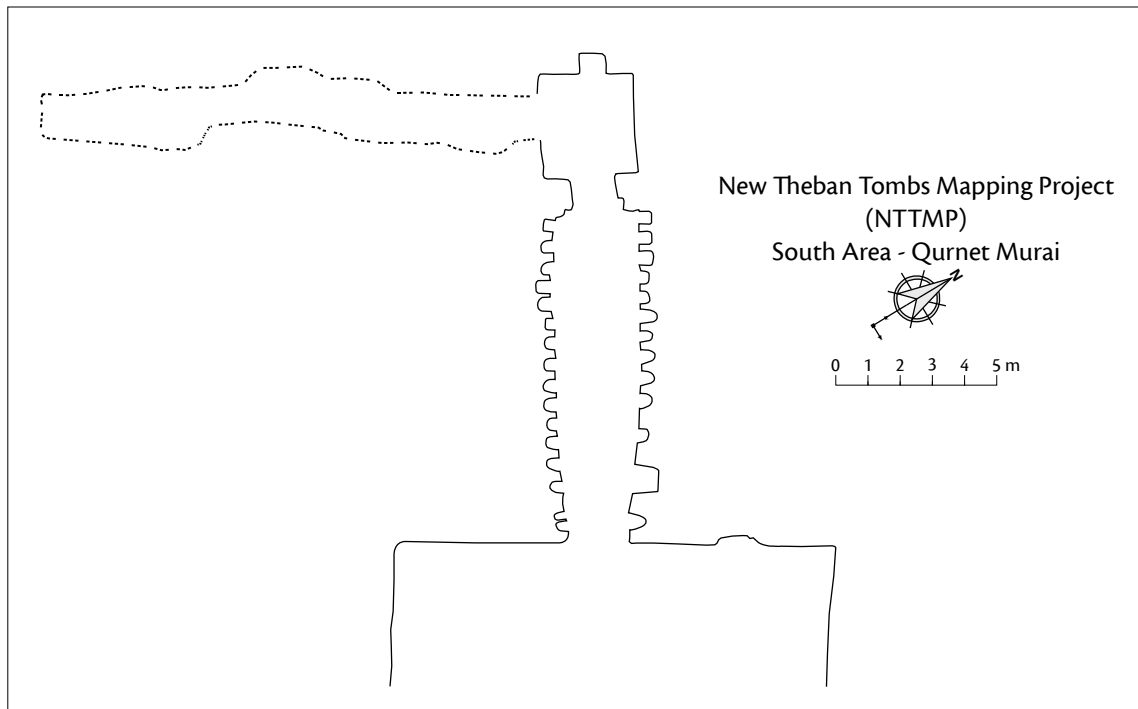 New Theban Tombs Mapping Project
(NTTMP)
South Area - Qurnet Murai
N
0 1 2 3 4 5 m